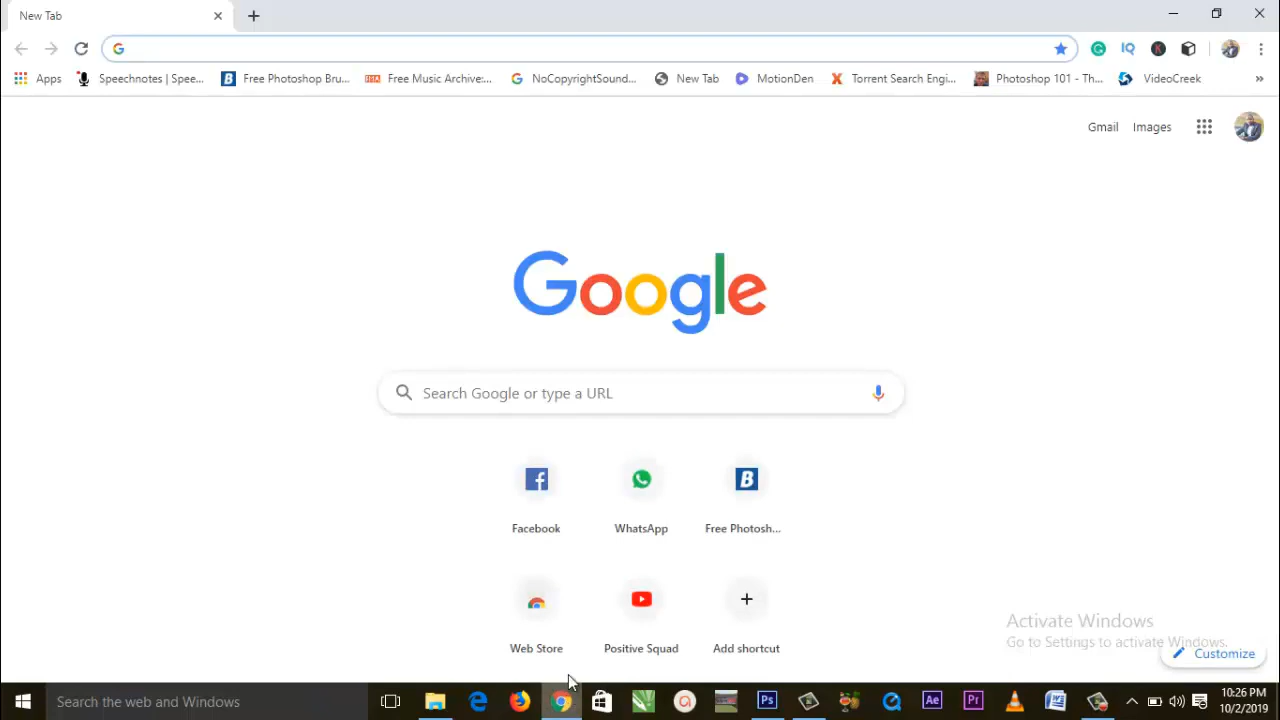 New Tab
Apps Speechnotes | Spee... Free Photoshop Bru... Free Music Archive:... NoCopyrightSound... New Tab MotionDen Torrent Search Engi... Photoshop 101 - Th... VideoCreek »
Gmail Images
Google
Search Google or type a URL
Facebook WhatsApp Free Photosh...
Web Store Positive Squad Add shortcut
Activate Windows
Go to Settings to activate Windows.
Customize
Search the web and Windows
10:26 PM
10/2/2019